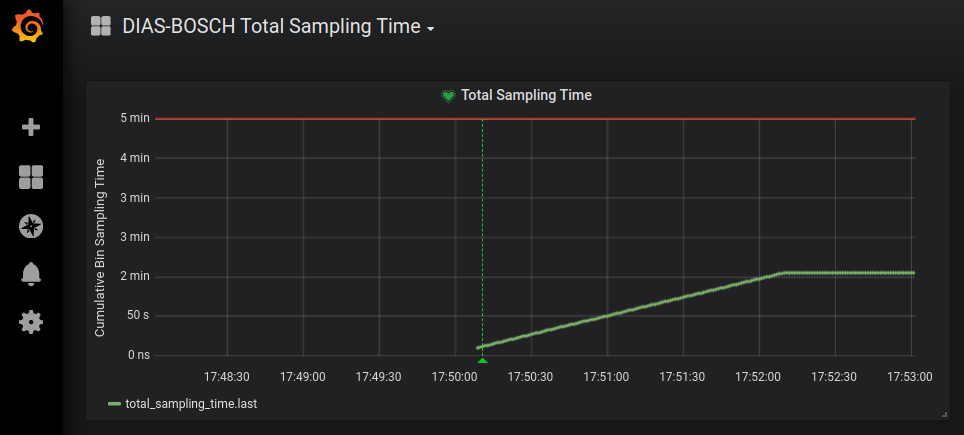 DIAS-BOSCH Total Sampling Time
Total Sampling Time
Cumulative Bin Sampling Time
5 min
4 min
3 min
3 min
2 min
50 s
0 ns
17:48:30 17:49:00 17:49:30 17:50:00 17:50:30 17:51:00 17:51:30 17:52:00 17:52:30 17:53:00
total_sampling_time.last